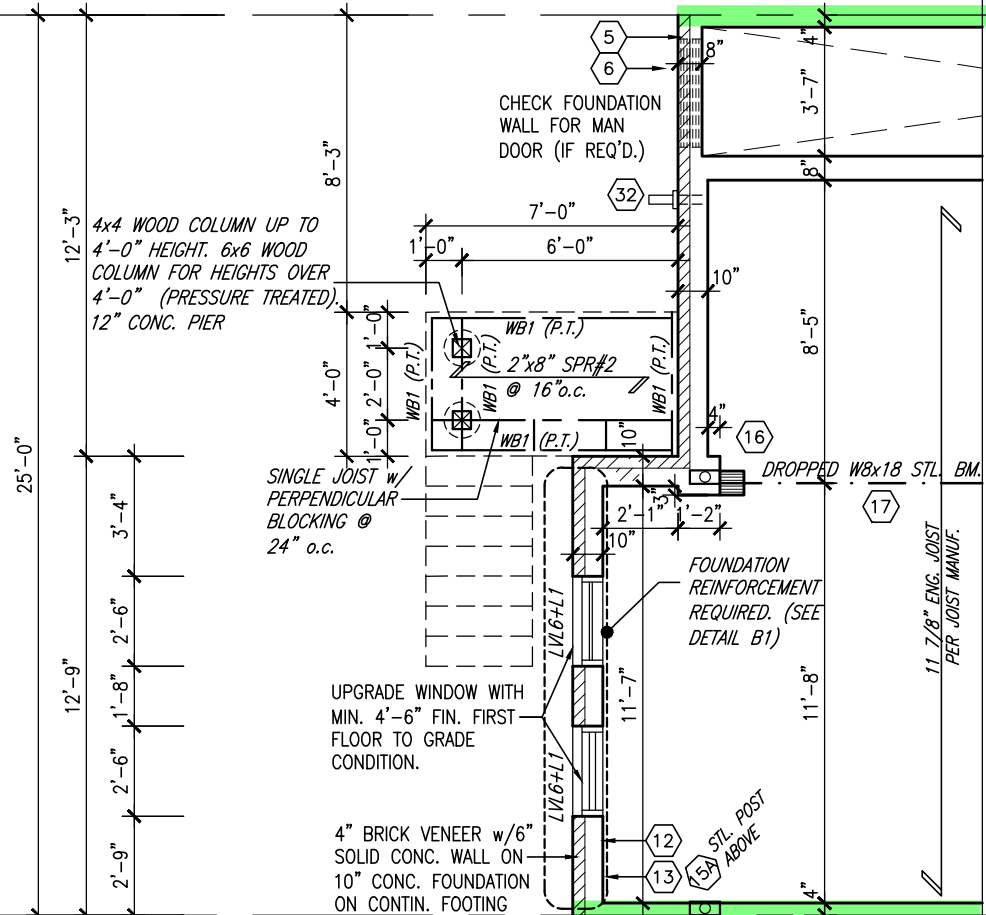 5
6
8"
4"
3'-7"
CHECK FOUNDATION
WALL FOR MAN
DOOR (IF REQ'D.)
8'-3"
32
8"
12'-3"
4x4 WOOD COLUMN UP TO
4'-0" HEIGHT. 6x6 WOOD
COLUMN FOR HEIGHTS OVER
4'-0" (PRESSURE TREATED).
12" CONC. PIER
7'-0"
1'-0"
6'-0"
10"
8'-5"
1'-0"
WB1 (P.T.)
4'-0"
2'-0"
WB1 (P.T.)
WB1 (P.T.)
2"x8" SPR#2
@ 16"o.c.
WB1 (P.T.)
4"
16
1'-0"
WB1 (P.T.)
10"
25'-0"
SINGLE JOIST W/
PERPENDICULAR
BLOCKING @
24" o.c.
DROPPED W8x18 STL. BM.
17
3"
2'-1"
1'-2"
10"
3'-4"
FOUNDATION
REINFORCEMENT
REQUIRED. (SEE
DETAIL B1)
11 7/8" ENG. JOIST
PER JOIST MANUF.
2'-6"
LVL6+L1
12'-9"
1'-8"
UPGRADE WINDOW WITH
MIN. 4'-6" FIN. FIRST
FLOOR TO GRADE
CONDITION.
11'-7"
11'-8"
2'-6"
LVL6+L1
2'-9"
4" BRICK VENEER w/6"
SOLID CONC. WALL ON
10" CONC. FOUNDATION
ON CONTIN. FOOTING
12
13
15A
STL. POST
ABOVE
4"